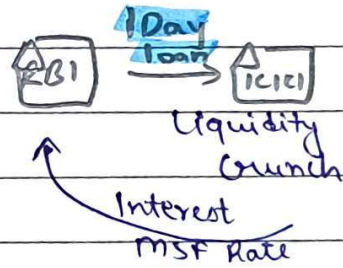 1 Day
loan
RBI
ICICI
Liquidity
Crunch
Interest
MSF Rate